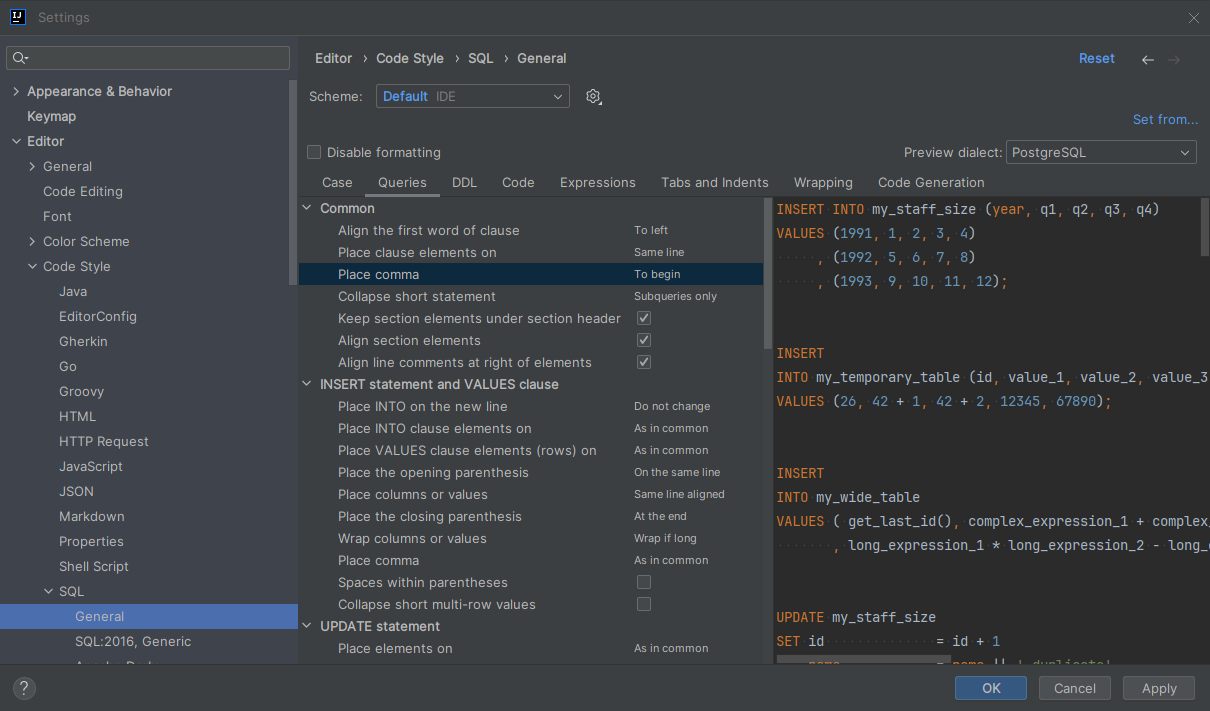 IJ
Settings
Appearance & Behavior
Keymap
Editor
General
Code Editing
Font
Color Scheme
Code Style
Java
EditorConfig
Gherkin
Go
Groovy
HTML
HTTP Request
JavaScript
JSON
Markdown
Properties
Shell Script
SQL
General
SQL:2016, Generic
Editor › Code Style › SQL › General
Reset
Scheme: Default IDE
Set from...
Disable formatting
Preview dialect: PostgreSQL
Case Queries DDL Code Expressions Tabs and Indents Wrapping Code Generation
Common
Align the first word of clause To left
Place clause elements on Same line
Place comma To begin
Collapse short statement Subqueries only
Keep section elements under section header
Align section elements
Align line comments at right of elements
INSERT statement and VALUES clause
Place INTO on the new line Do not change
Place INTO clause elements on As in common
Place VALUES clause elements (rows) on As in common
Place the opening parenthesis On the same line
Place columns or values Same line aligned
Place the closing parenthesis At the end
Wrap columns or values Wrap if long
Place comma As in common
Spaces within parentheses
Collapse short multi-row values
UPDATE statement
Place elements on As in common
INSERT INTO my_staff_size (year, q1, q2, q3, q4)
VALUES (1991, 1, 2, 3, 4)
, (1992, 5, 6, 7, 8)
, (1993, 9, 10, 11, 12);
INSERT
INTO my_temporary_table (id, value_1, value_2, value_3
VALUES (26, 42 + 1, 42 + 2, 12345, 67890);
INSERT
INTO my_wide_table
VALUES ( get_last_id(), complex_expression_1 + complex_
, long_expression_1 * long_expression_2 - long_
UPDATE my_staff_size
SET id = id + 1
?
OK
Cancel
Apply